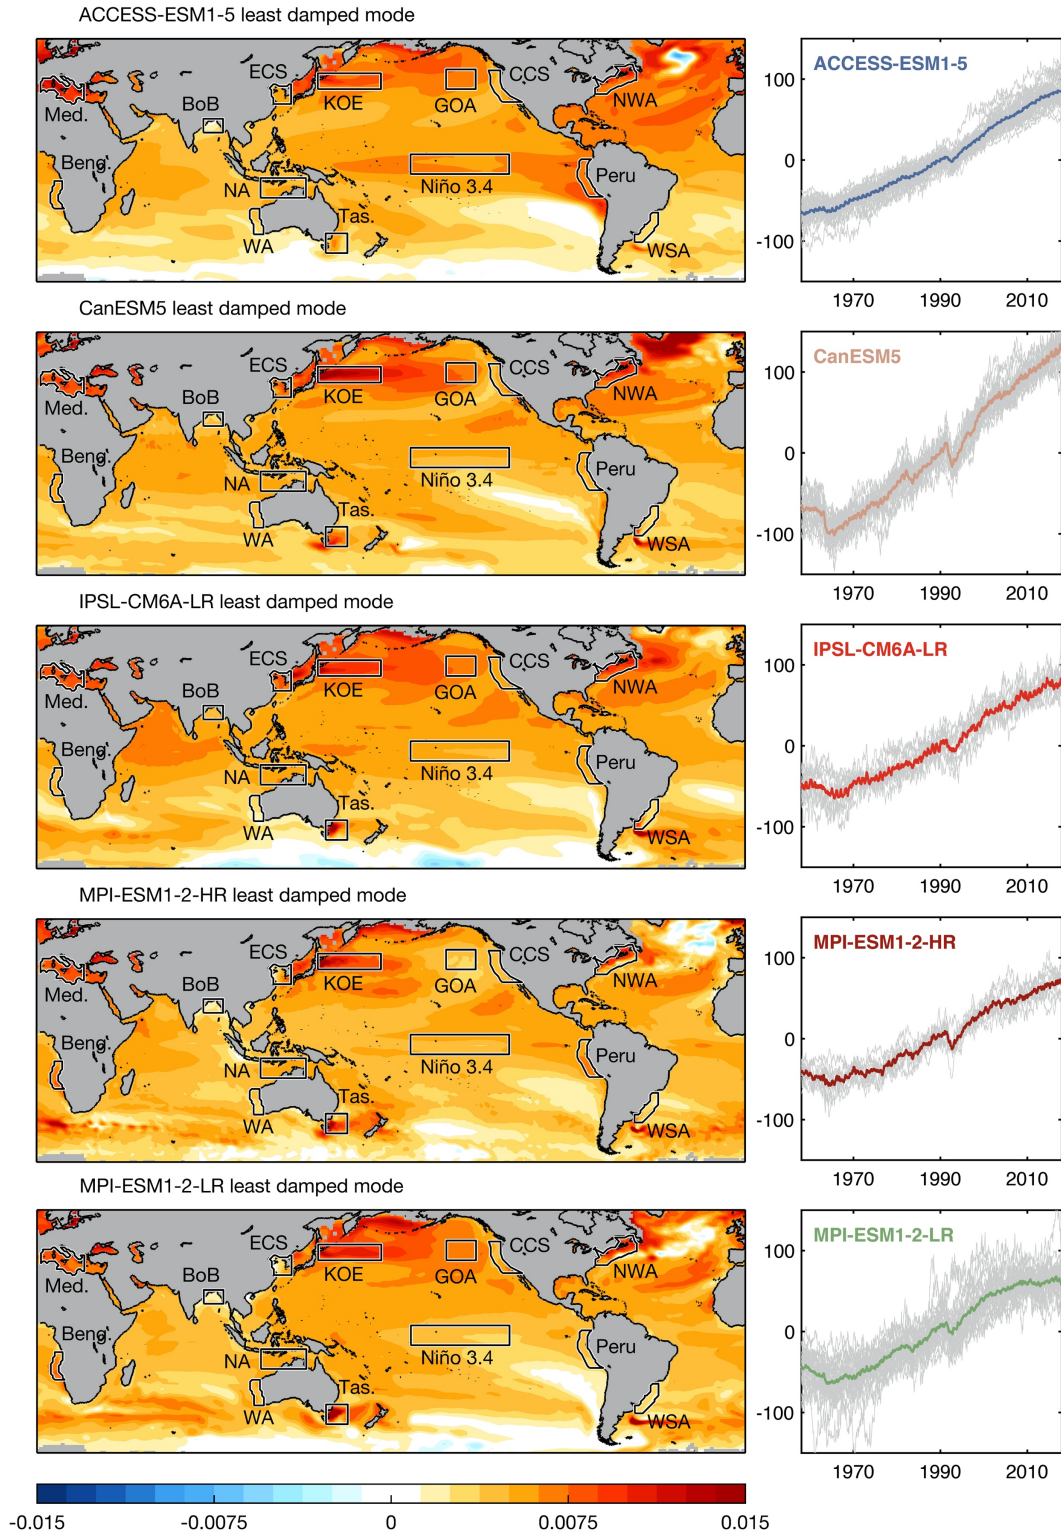 ACCESS-ESM1-5 least damped mode
ECS
CCS
BoB
KOE
GOA
NWA
Med.
Beng.
NA
Niño 3.4
Peru
Tas.
WA
WSA
ACCESS-ESM1-5
100
0
-100
1970 1990 2010
CanESM5 least damped mode
ECS
CCS
BoB
KOE
GOA
NWA
Med.
Beng.
NA
Niño 3.4
Peru
Tas.
WA
WSA
CanESM5
100
0
-100
1970 1990 2010
IPSL-CM6A-LR least damped mode
ECS
CCS
BoB
KOE
GOA
NWA
Med.
Beng.
NA
Niño 3.4
Peru
Tas.
WA
WSA
IPSL-CM6A-LR
100
0
-100
1970 1990 2010
MPI-ESM1-2-HR least damped mode
ECS
CCS
BoB
KOE
GOA
NWA
Med.
Beng.
NA
Niño 3.4
Peru
Tas.
WA
WSA
MPI-ESM1-2-HR
100
0
-100
1970 1990 2010
MPI-ESM1-2-LR least damped mode
ECS
CCS
BoB
KOE
GOA
NWA
Med.
Beng.
NA
Niño 3.4
Peru
Tas.
WA
WSA
MPI-ESM1-2-LR
100
0
-100
1970 1990 2010
-0.015 -0.0075 0 0.0075 0.015